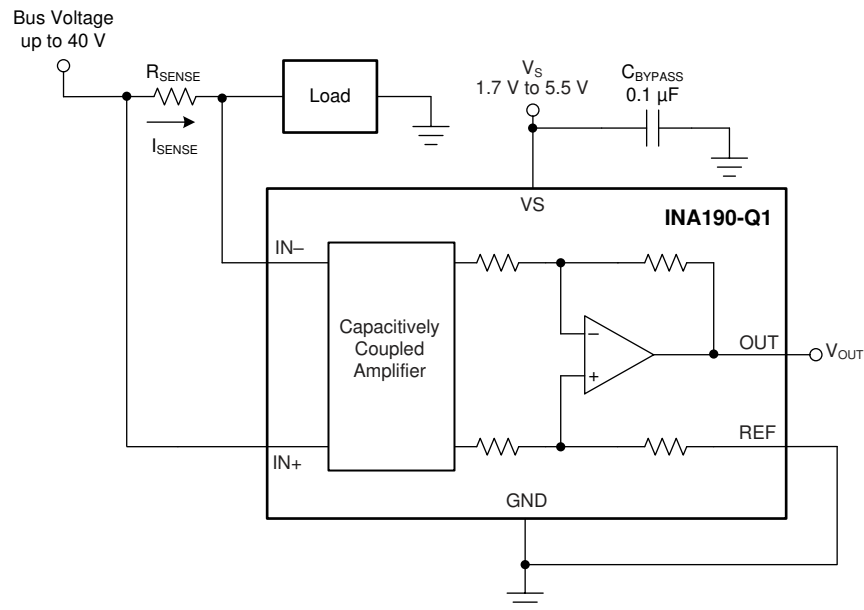 Bus Voltage
up to 40 V
RSENSE
ISENSE
Load
VS
1.7 V to 5.5 V
CBYPASS
0.1 µF
VS
INA190-Q1
IN–
Capacitively
Coupled
Amplifier
–
+
OUT
VOUT
REF
IN+
GND